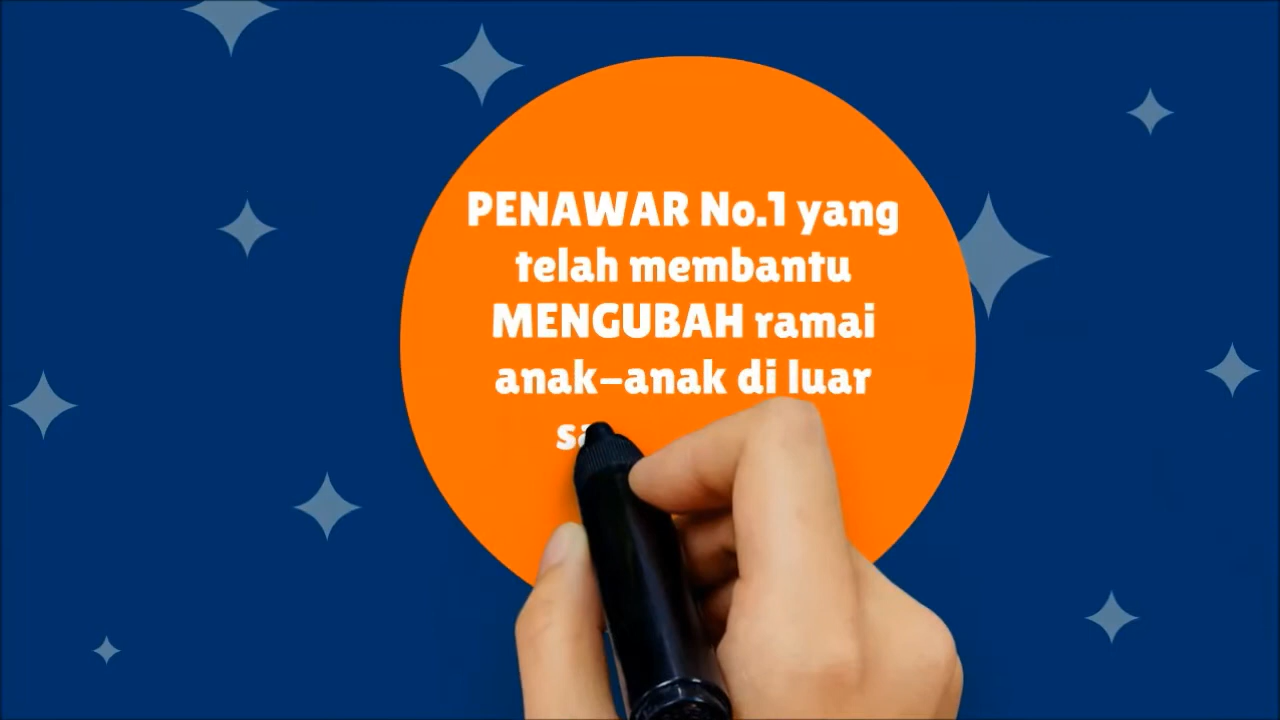 PENAWAR No.1 yang
telah membantu
MENGUBAH ramai
anak-anak di luar